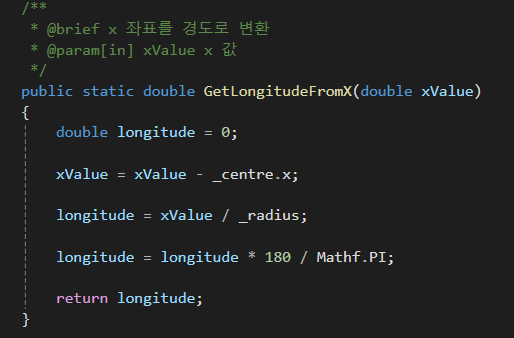 /**
* @brief x 좌표를 경도로 변환
* @param[in] xValue x 값
*/
public static double GetLongitudeFromX(double xValue)
{
double longitude = 0;
xValue = xValue - _centre.x;
longitude = xValue / _radius;
longitude = longitude * 180 / Mathf.PI;
return longitude;
}